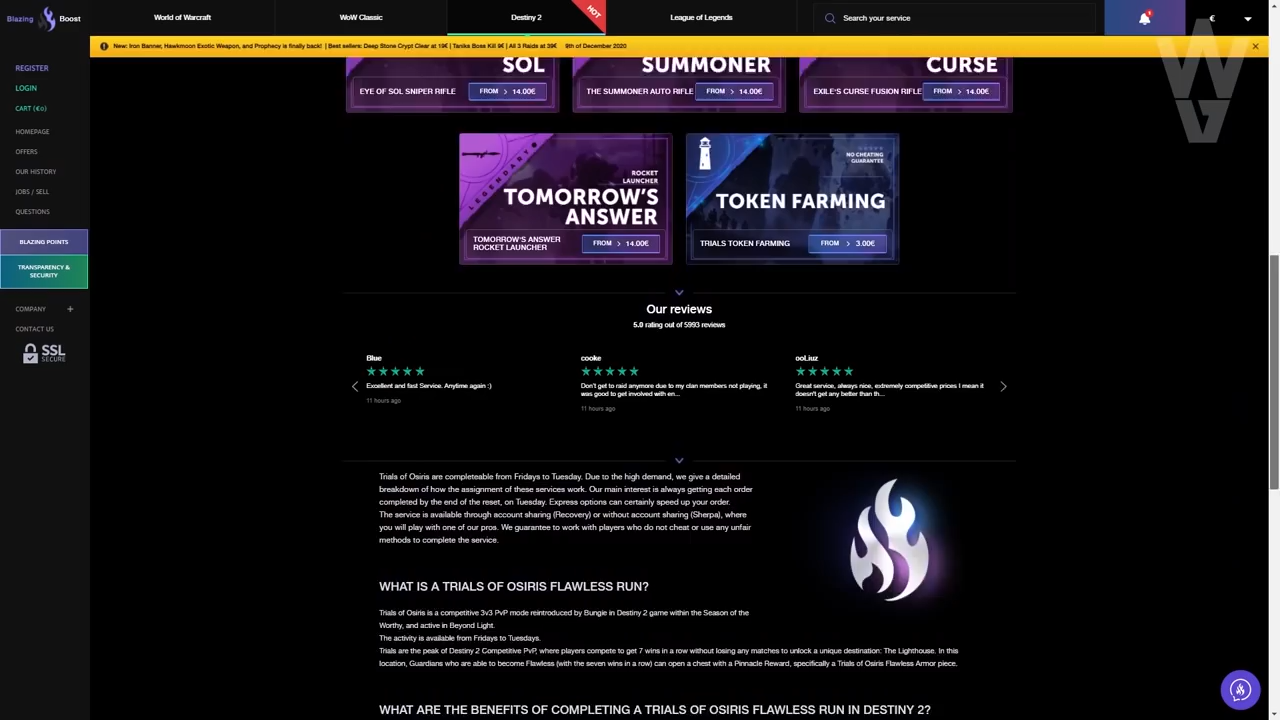 Blazing Boost
World of Warcraft
WoW Classic
Destiny 2
HOT
League of Legends
Search your service
1
€
New: Iron Banner, Hawkmoon Exotic Weapon, and Prophecy is finally back! | Best sellers: Deep Stone Crypt Clear at 19€ | Taniks Boss Kill 9€ | All 3 Raids at 39€ 9th of December 2020
WG
REGISTER
LOGIN
CART (€0)
HOMEPAGE
OFFERS
OUR HISTORY
JOBS / SELL
QUESTIONS
BLAZING POINTS
TRANSPARENCY &
SECURITY
COMPANY +
CONTACT US
SSL
SECURE
SOL
EYE OF SOL SNIPER RIFLE
FROM > 14.00€
SUMMONER
THE SUMMONER AUTO RIFLE
FROM > 14.00€
CURSE
EXILE'S CURSE FUSION RIFLE
FROM > 14.00€
LEGENDARY
ROCKET
LAUNCHER
TOMORROW'S
ANSWER
TOMORROW'S ANSWER
ROCKET LAUNCHER
FROM > 14.00€
NO CHEATING
GUARANTEE
TOKEN FARMING
TRIALS TOKEN FARMING
FROM > 3.00€
Our reviews
5.0 rating out of 5993 reviews
Blue
Excellent and fast Service. Anytime again :)
11 hours ago
cooke
Don't get to raid anymore due to my clan members not playing, it
was good to get involved with en...
11 hours ago
ooLiuz
Great service, always nice, extremely competitive prices I mean it
doesn't get any better than th...
11 hours ago
Trials of Osiris are completeable from Fridays to Tuesday. Due to the high demand, we give a detailed
breakdown of how the assignment of these services work. Our main interest is always getting each order
completed by the end of the reset, on Tuesday. Express options can certainly speed up your order.
The service is available through account sharing (Recovery) or without account sharing (Sherpa), where
you will play with one of our pros. We guarantee to work with players who do not cheat or use any unfair
methods to complete the service.
WHAT IS A TRIALS OF OSIRIS FLAWLESS RUN?
Trials of Osiris is a competitive 3v3 PvP mode reintroduced by Bungie in Destiny 2 game within the Season of the
Worthy, and active in Beyond Light.
The activity is available from Fridays to Tuesdays.
Trials are the peak of Destiny 2 Competitive PvP, where players compete to get 7 wins in a row without losing any matches to unlock a unique destination: The Lighthouse. In this
location, Guardians who are able to become Flawless (with the seven wins in a row) can open a chest with a Pinnacle Reward, specifically a Trials of Osiris Flawless Armor piece.
WHAT ARE THE BENEFITS OF COMPLETING A TRIALS OF OSIRIS FLAWLESS RUN IN DESTINY 2?